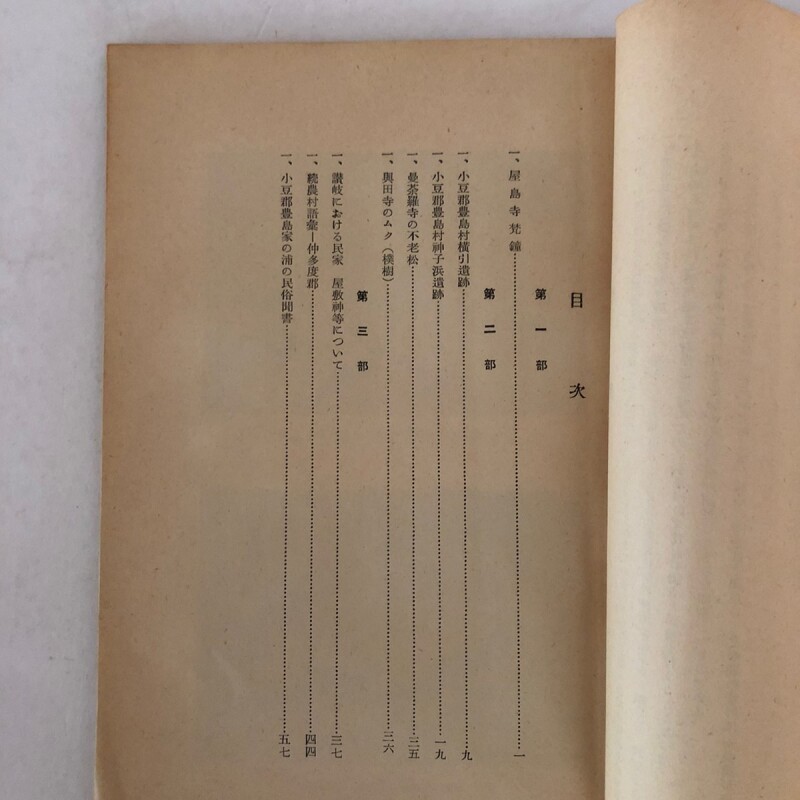 目次
第一部
一、屋島寺梵鐘……一
第二部
一、小豆郡豊島村横引遺跡……九
一、小豆郡豊島村神子浜遺跡……一九
一、曼荼羅寺の不老松……三五
一、與田寺のムク（樸樹）……三六
第三部
一、讃岐における民家　屋敷神等について……三七
一、続農村語彙―仲多度郡……四四
一、小豆郡豊島家の浦の民俗聞書……五七